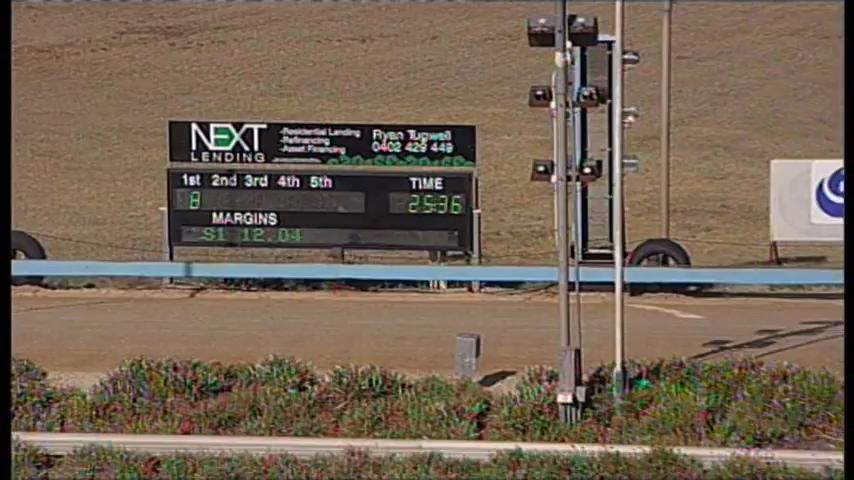 NEXT
LENDING
-Residential Lending
-Refinancing
-Asset Financing
Ryan Tugwell
0402 429 449
1st 2nd 3rd 4th 5th
TIME
8
25:36
MARGINS
S1 12.04